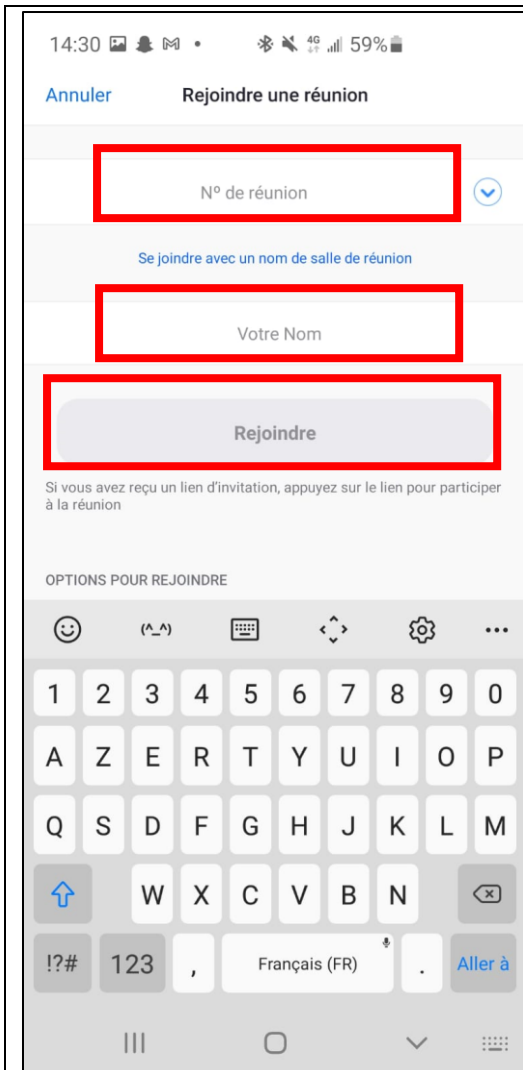 14:30 4G 59%
Annuler Rejoindre une réunion
Nº de réunion
Se joindre avec un nom de salle de réunion
Votre Nom
Rejoindre
Si vous avez reçu un lien d'invitation, appuyez sur le lien pour participer
à la réunion
OPTIONS POUR REJOINDRE
(^_^)
1 2 3 4 5 6 7 8 9 0
A Z E R T Y U I O P
Q S D F G H J K L M
W X C V B N
!?# 123 , Français (FR) . Aller à